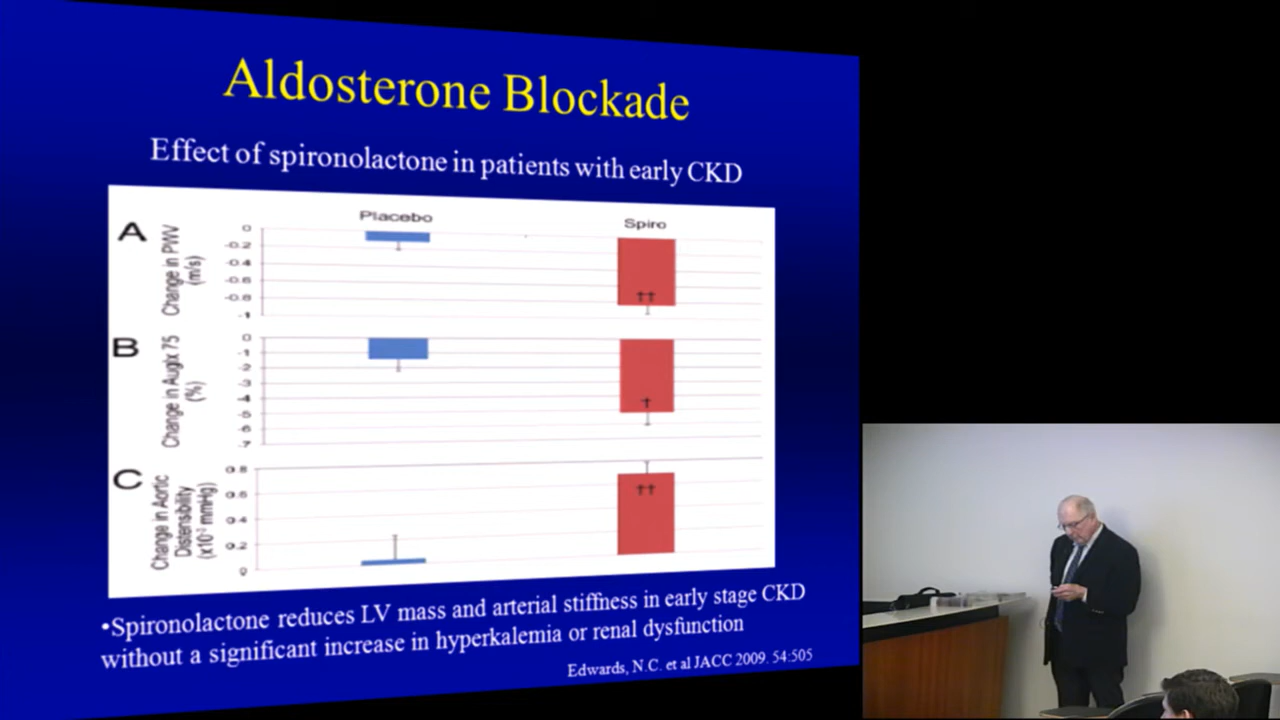 Aldosterone Blockade
Effect of spironolactone in patients with early CKD
Placebo
Spiro
A
Change in PWV
(m/s)
0
-0.2
-0.4
-0.6
-0.8
-1
††
B
Change in AugIx 75
(%)
0
-1
-2
-3
-4
-5
-6
-7
†
C
Change in Aortic
Distensibility
(x10⁻³ mmHg)
0.8
0.6
0.4
0.2
0
††
•Spironolactone reduces LV mass and arterial stiffness in early stage CKD
without a significant increase in hyperkalemia or renal dysfunction
Edwards, N.C. et al JACC 2009. 54:505